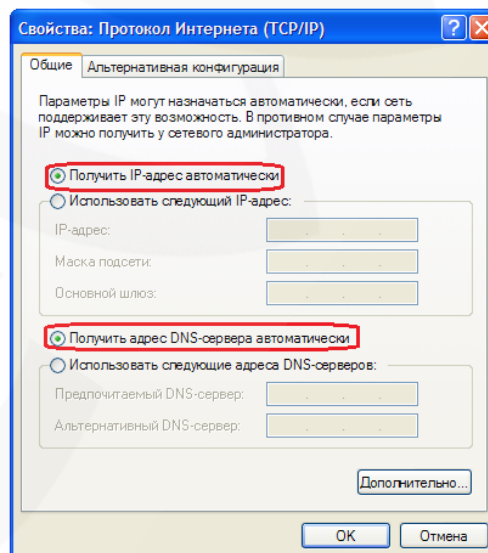 Свойства: Протокол Интернета (TCP/IP)
Общие
Альтернативная конфигурация
Параметры IP могут назначаться автоматически, если сеть
поддерживает эту возможность. В противном случае параметры
IP можно получить у сетевого администратора.
Получить IP-адрес автоматически
Использовать следующий IP-адрес:
IP-адрес:
Маска подсети:
Основной шлюз:
Получить адрес DNS-сервера автоматически
Использовать следующие адреса DNS-серверов:
Предпочитаемый DNS-сервер:
Альтернативный DNS-сервер:
Дополнительно...
OK
Отмена